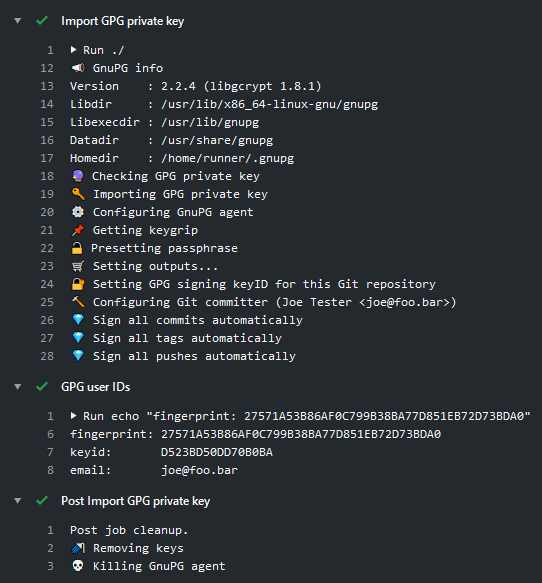 Import GPG private key
1 Run ./
12 📣 GnuPG info
13 Version    : 2.2.4 (libgcrypt 1.8.1)
14 Libdir     : /usr/lib/x86_64-linux-gnu/gnupg
15 Libexecdir : /usr/lib/gnupg
16 Datadir    : /usr/share/gnupg
17 Homedir    : /home/runner/.gnupg
18 🔮 Checking GPG private key
19 🔑 Importing GPG private key
20 ⚙️ Configuring GnuPG agent
21 📌 Getting keygrip
22 🔓 Presetting passphrase
23 🛒 Setting outputs...
24 🔐 Setting GPG signing keyID for this Git repository
25 🔨 Configuring Git committer (Joe Tester <joe@foo.bar>)
26 💎 Sign all commits automatically
27 💎 Sign all tags automatically
28 💎 Sign all pushes automatically
GPG user IDs
1 Run echo "fingerprint: 27571A53B86AF0C799B38BA77D851EB72D73BDA0"
6 fingerprint: 27571A53B86AF0C799B38BA77D851EB72D73BDA0
7 keyid:       D523BD50DD70B0BA
8 email:       joe@foo.bar
Post Import GPG private key
1 Post job cleanup.
2 🚿 Removing keys
3 💀 Killing GnuPG agent